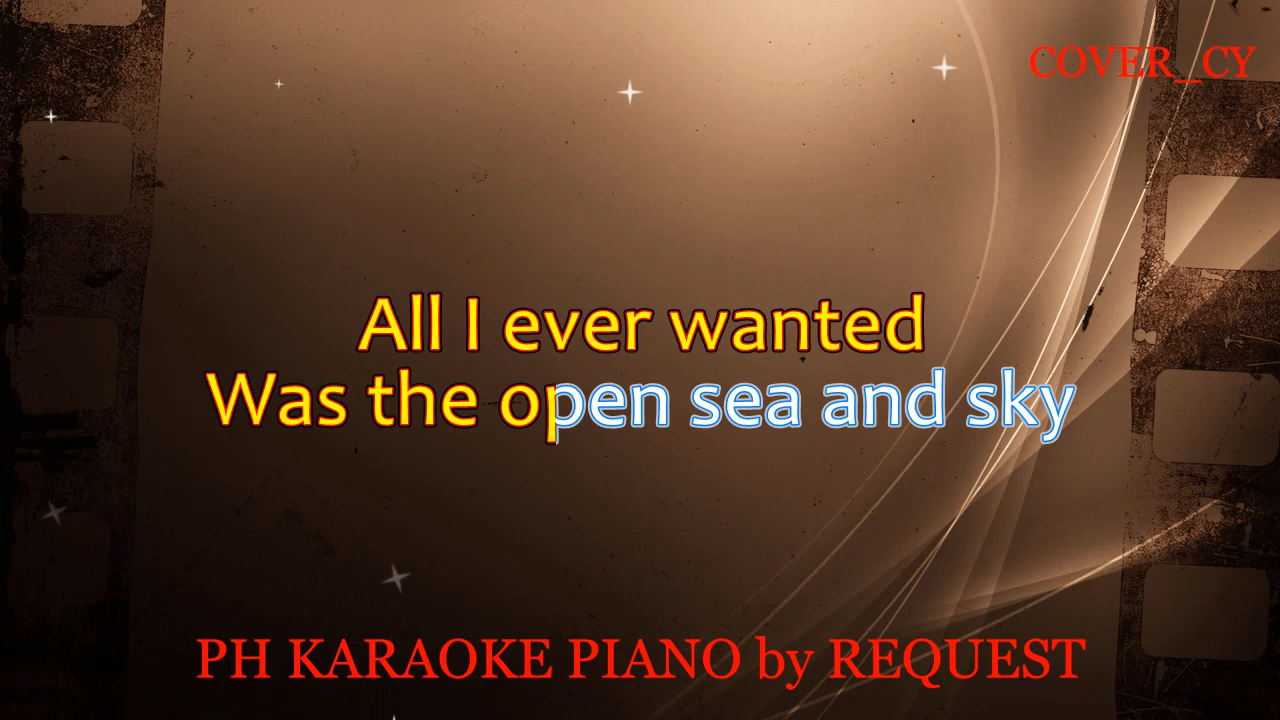 COVER_CY
All I ever wanted
Was the open sea and sky
PH KARAOKE PIANO by REQUEST